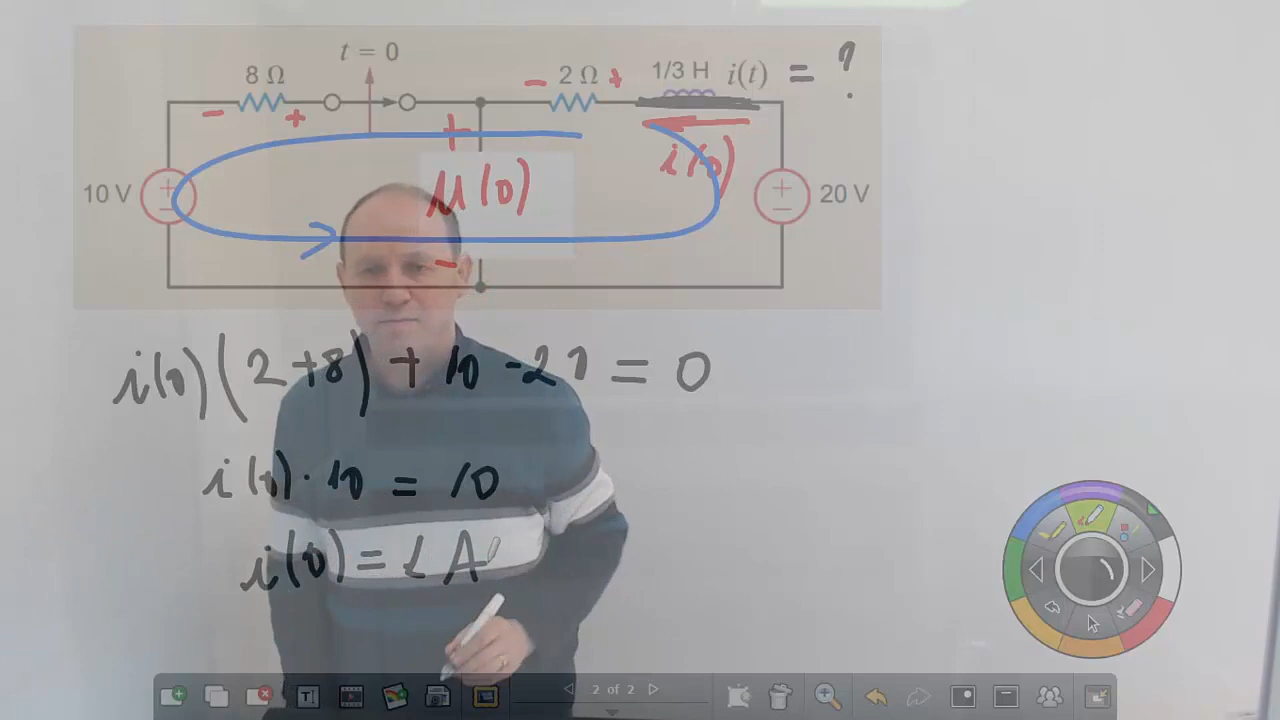 t = 0
8 Ω
2 Ω
1/3 H
i(t) = ?
i(0)
10 V
u(0)
20 V
i(0)(2+8) + 10 - 20 = 0
i(0) · 10 = 10
i(0) = 1 A
2 of 2